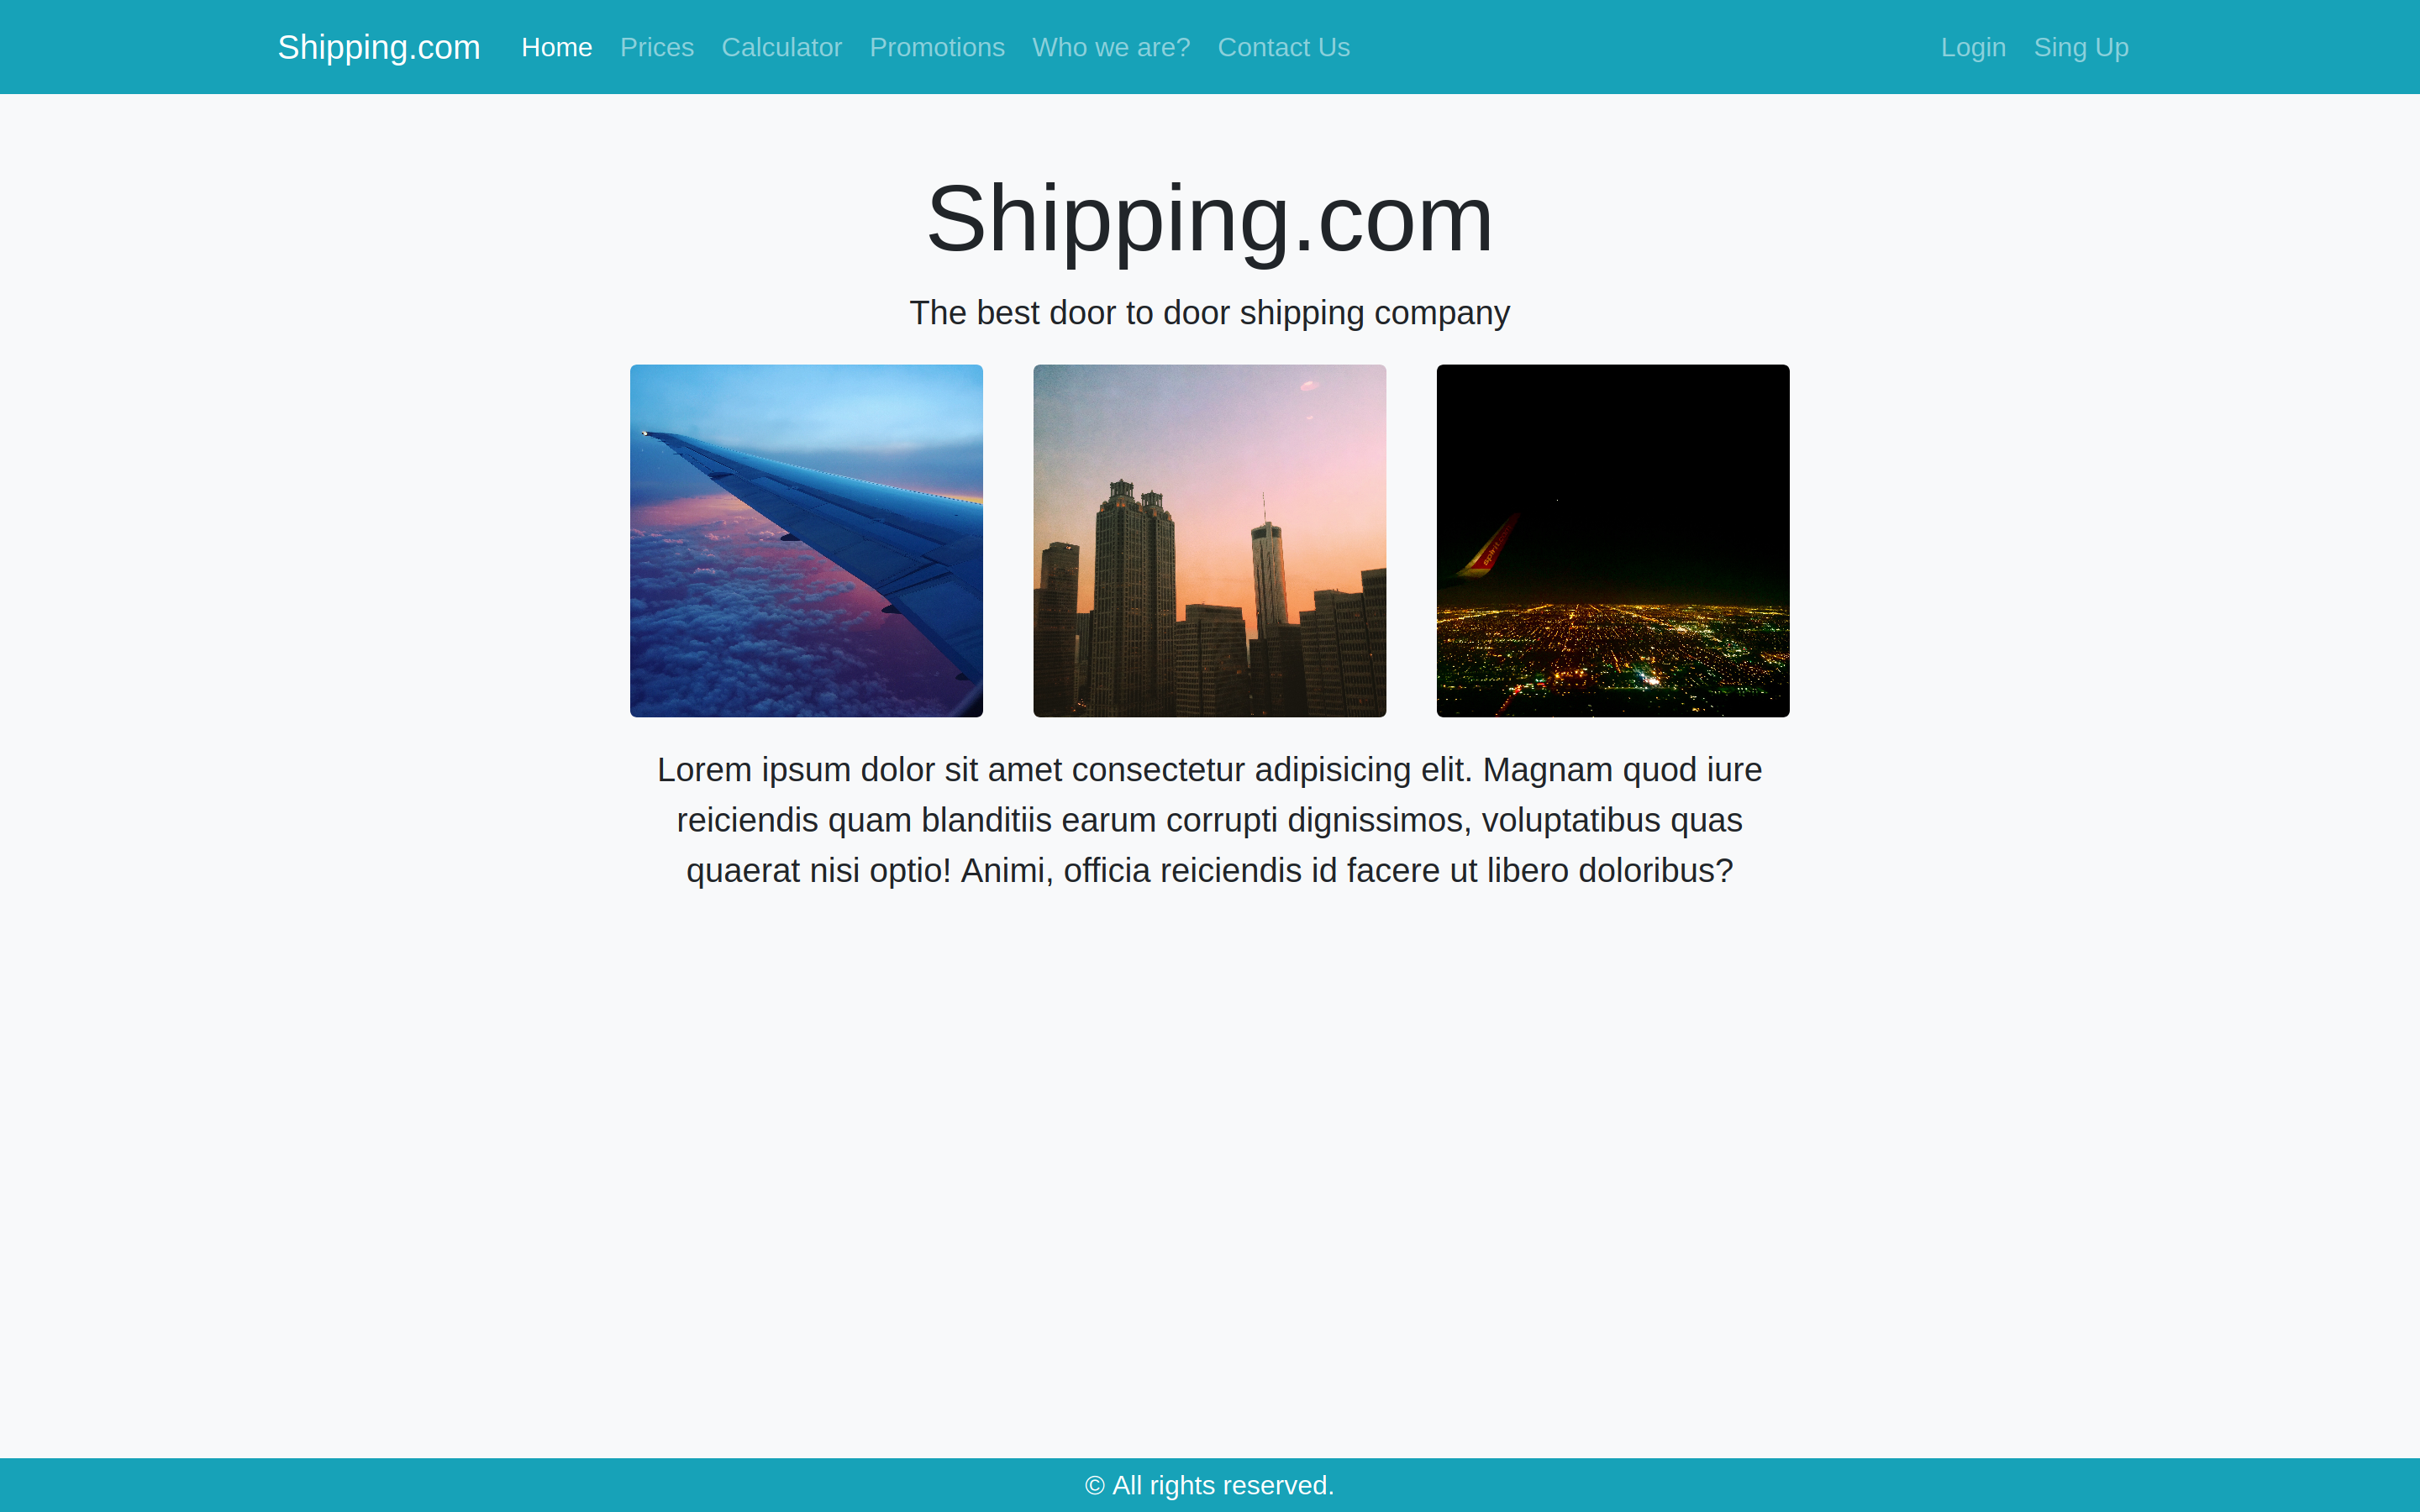 Shipping.com Home Prices Calculator Promotions Who we are? Contact Us Login Sing Up
Shipping.com
The best door to door shipping company
spirit
Lorem ipsum dolor sit amet consectetur adipisicing elit. Magnam quod iure
reiciendis quam blanditiis earum corrupti dignissimos, voluptatibus quas
quaerat nisi optio! Animi, officia reiciendis id facere ut libero doloribus?
© All rights reserved.